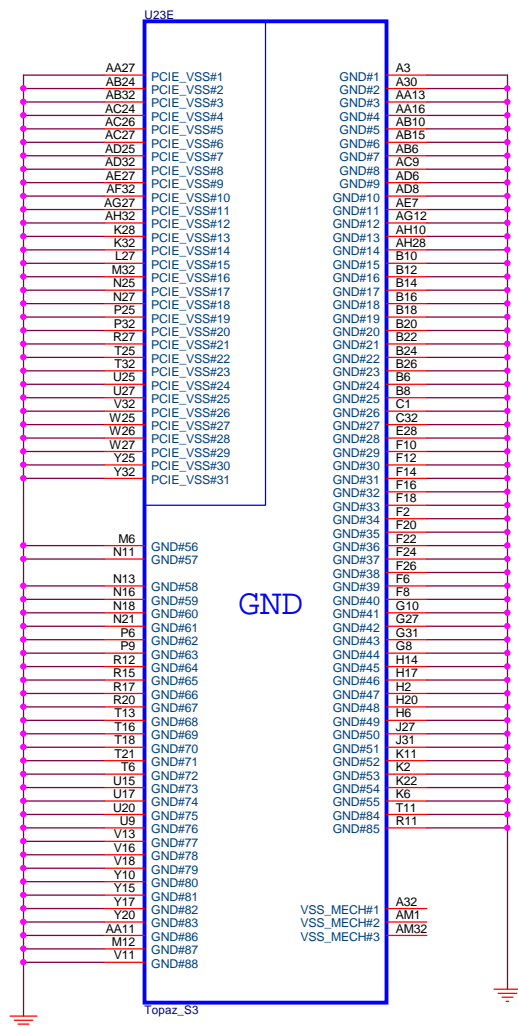 U23E
AA27 PCIE_VSS#1 GND#1 A3
AB24 PCIE_VSS#2 GND#2 A30
AB32 PCIE_VSS#3 GND#3 AA13
AC24 PCIE_VSS#4 GND#4 AA16
AC26 PCIE_VSS#5 GND#5 AB10
AC27 PCIE_VSS#6 GND#6 AB15
AD25 PCIE_VSS#7 GND#7 AB6
AD32 PCIE_VSS#8 GND#8 AC9
AE27 PCIE_VSS#9 GND#9 AD6
AF32 PCIE_VSS#10 GND#10 AD8
AG27 PCIE_VSS#11 GND#11 AE7
AH32 PCIE_VSS#12 GND#12 AG12
K28 PCIE_VSS#13 GND#13 AH10
K32 PCIE_VSS#14 GND#14 AH28
L27 PCIE_VSS#15 GND#15 B10
M32 PCIE_VSS#16 GND#16 B12
N25 PCIE_VSS#17 GND#17 B14
N27 PCIE_VSS#18 GND#18 B16
P25 PCIE_VSS#19 GND#19 B18
P32 PCIE_VSS#20 GND#20 B20
R27 PCIE_VSS#21 GND#21 B22
T25 PCIE_VSS#22 GND#22 B24
T32 PCIE_VSS#23 GND#23 B26
U25 PCIE_VSS#24 GND#24 B6
U27 PCIE_VSS#25 GND#25 B8
V32 PCIE_VSS#26 GND#26 C1
W25 PCIE_VSS#27 GND#27 C32
W26 PCIE_VSS#28 GND#28 E28
W27 PCIE_VSS#29 GND#29 F10
Y25 PCIE_VSS#30 GND#30 F12
Y32 PCIE_VSS#31 GND#31 F14
GND#32 F16
GND#33 F18
GND#34 F2
GND#35 F20
M6 GND#56 GND#36 F22
N11 GND#57 GND#37 F24
GND#38 F26
N13 GND#58 GND#39 F6
N16 GND#59 GND#40 F8
N18 GND#60 GND#41 G10
GND
N21 GND#61 GND#42 G27
P6 GND#62 GND#43 G31
P9 GND#63 GND#44 G8
R12 GND#64 GND#45 H14
R15 GND#65 GND#46 H17
R17 GND#66 GND#47 H2
R20 GND#67 GND#48 H20
T13 GND#68 GND#49 H6
T16 GND#69 GND#50 J27
T18 GND#70 GND#51 J31
T21 GND#71 GND#52 K11
T6 GND#72 GND#53 K2
U15 GND#73 GND#54 K22
U17 GND#74 GND#55 K6
U20 GND#75 GND#84 T11
U9 GND#76 GND#85 R11
V13 GND#77
V16 GND#78
V18 GND#79
Y10 GND#80
Y15 GND#81
Y17 GND#82 VSS_MECH#1 A32
Y20 GND#83 VSS_MECH#2 AM1
AA11 GND#86 VSS_MECH#3 AM32
M12 GND#87
V11 GND#88
Topaz_S3